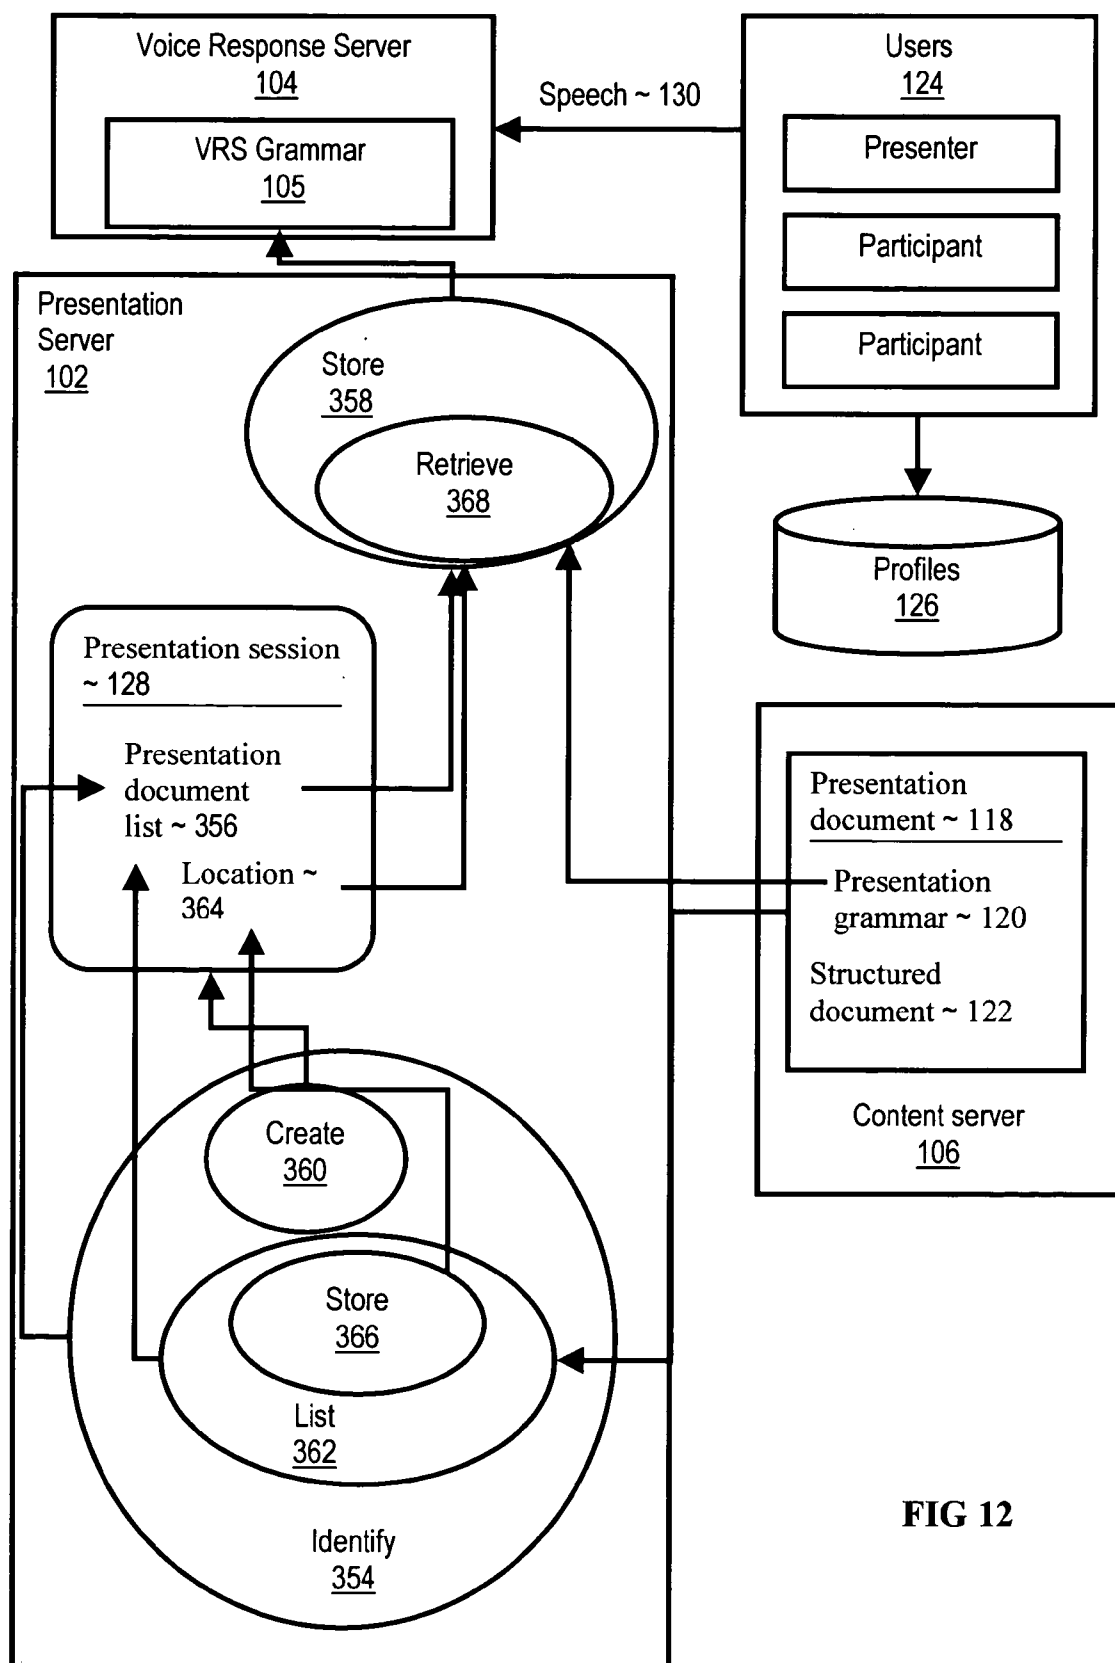 Voice Response Server
104
VRS Grammar
105
Speech ~ 130
Users
124
Presenter
Participant
Participant
Profiles
126
Presentation
Server
102
Store
358
Retrieve
368
Presentation session
~ 128
Presentation
document
list ~ 356
Location ~
364
Presentation
document ~ 118
Presentation
grammar ~ 120
Structured
document ~ 122
Content server
106
Create
360
Store
366
List
362
Identify
354
FIG 12